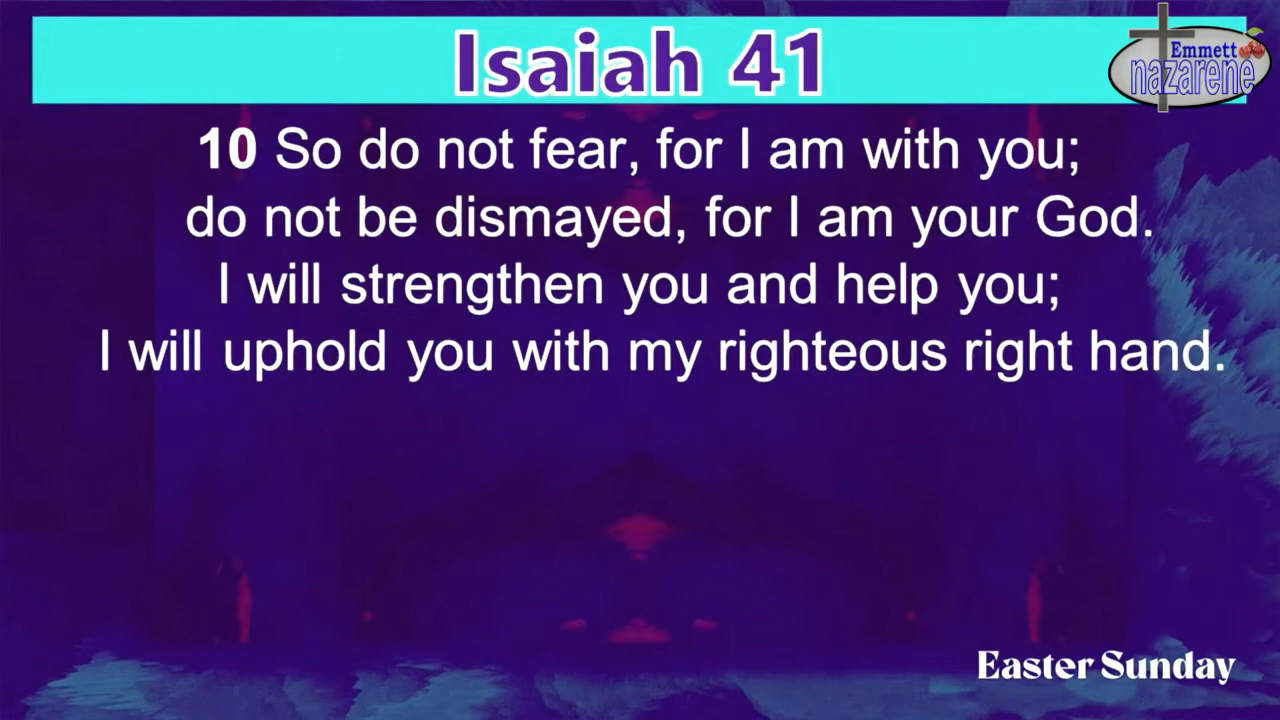 Isaiah 41
Emmett
nazarene
10 So do not fear, for I am with you;
do not be dismayed, for I am your God.
I will strengthen you and help you;
I will uphold you with my righteous right hand.
Easter Sunday